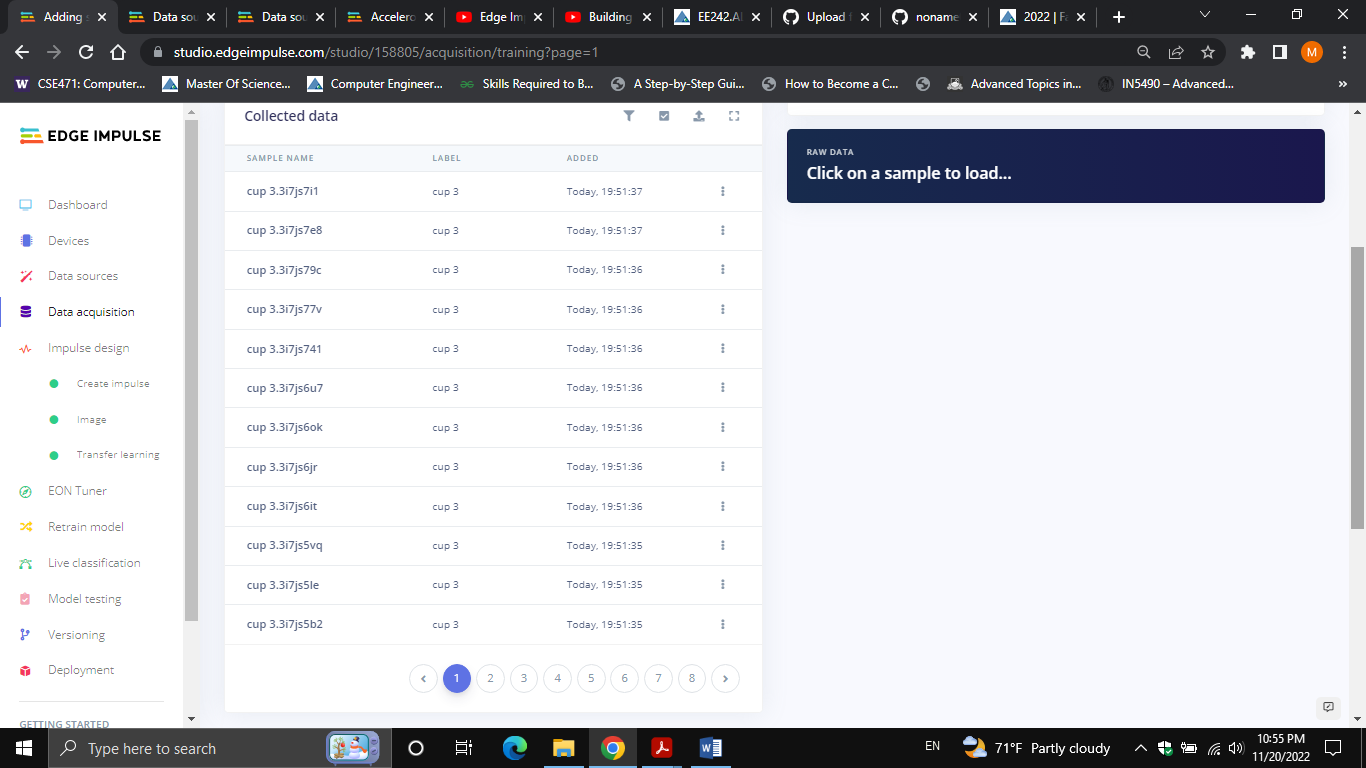 Adding s
Data sou
Data sou
Accelero
Edge Im
Building
EE242.A
Upload f
noname
2022 | Fa
studio.edgeimpulse.com/studio/158805/acquisition/training?page=1
M
CSE471: Computer...
Master Of Science...
Computer Engineer...
Skills Required to B...
A Step-by-Step Gui...
How to Become a C...
Advanced Topics in...
IN5490 – Advanced...
»
EDGE IMPULSE
Dashboard
Devices
Data sources
Data acquisition
Impulse design
Create impulse
Image
Transfer learning
EON Tuner
Retrain model
Live classification
Model testing
Versioning
Deployment
GETTING STARTED
Collected data
SAMPLE NAME LABEL ADDED
cup 3.3i7js7i1 cup 3 Today, 19:51:37
cup 3.3i7js7e8 cup 3 Today, 19:51:37
cup 3.3i7js79c cup 3 Today, 19:51:36
cup 3.3i7js77v cup 3 Today, 19:51:36
cup 3.3i7js741 cup 3 Today, 19:51:36
cup 3.3i7js6u7 cup 3 Today, 19:51:36
cup 3.3i7js6ok cup 3 Today, 19:51:36
cup 3.3i7js6jr cup 3 Today, 19:51:36
cup 3.3i7js6it cup 3 Today, 19:51:36
cup 3.3i7js5vq cup 3 Today, 19:51:35
cup 3.3i7js5le cup 3 Today, 19:51:35
cup 3.3i7js5b2 cup 3 Today, 19:51:35
‹ 1 2 3 4 5 6 7 8 ›
RAW DATA
Click on a sample to load...
Type here to search
EN
71°F Partly cloudy
10:55 PM
11/20/2022